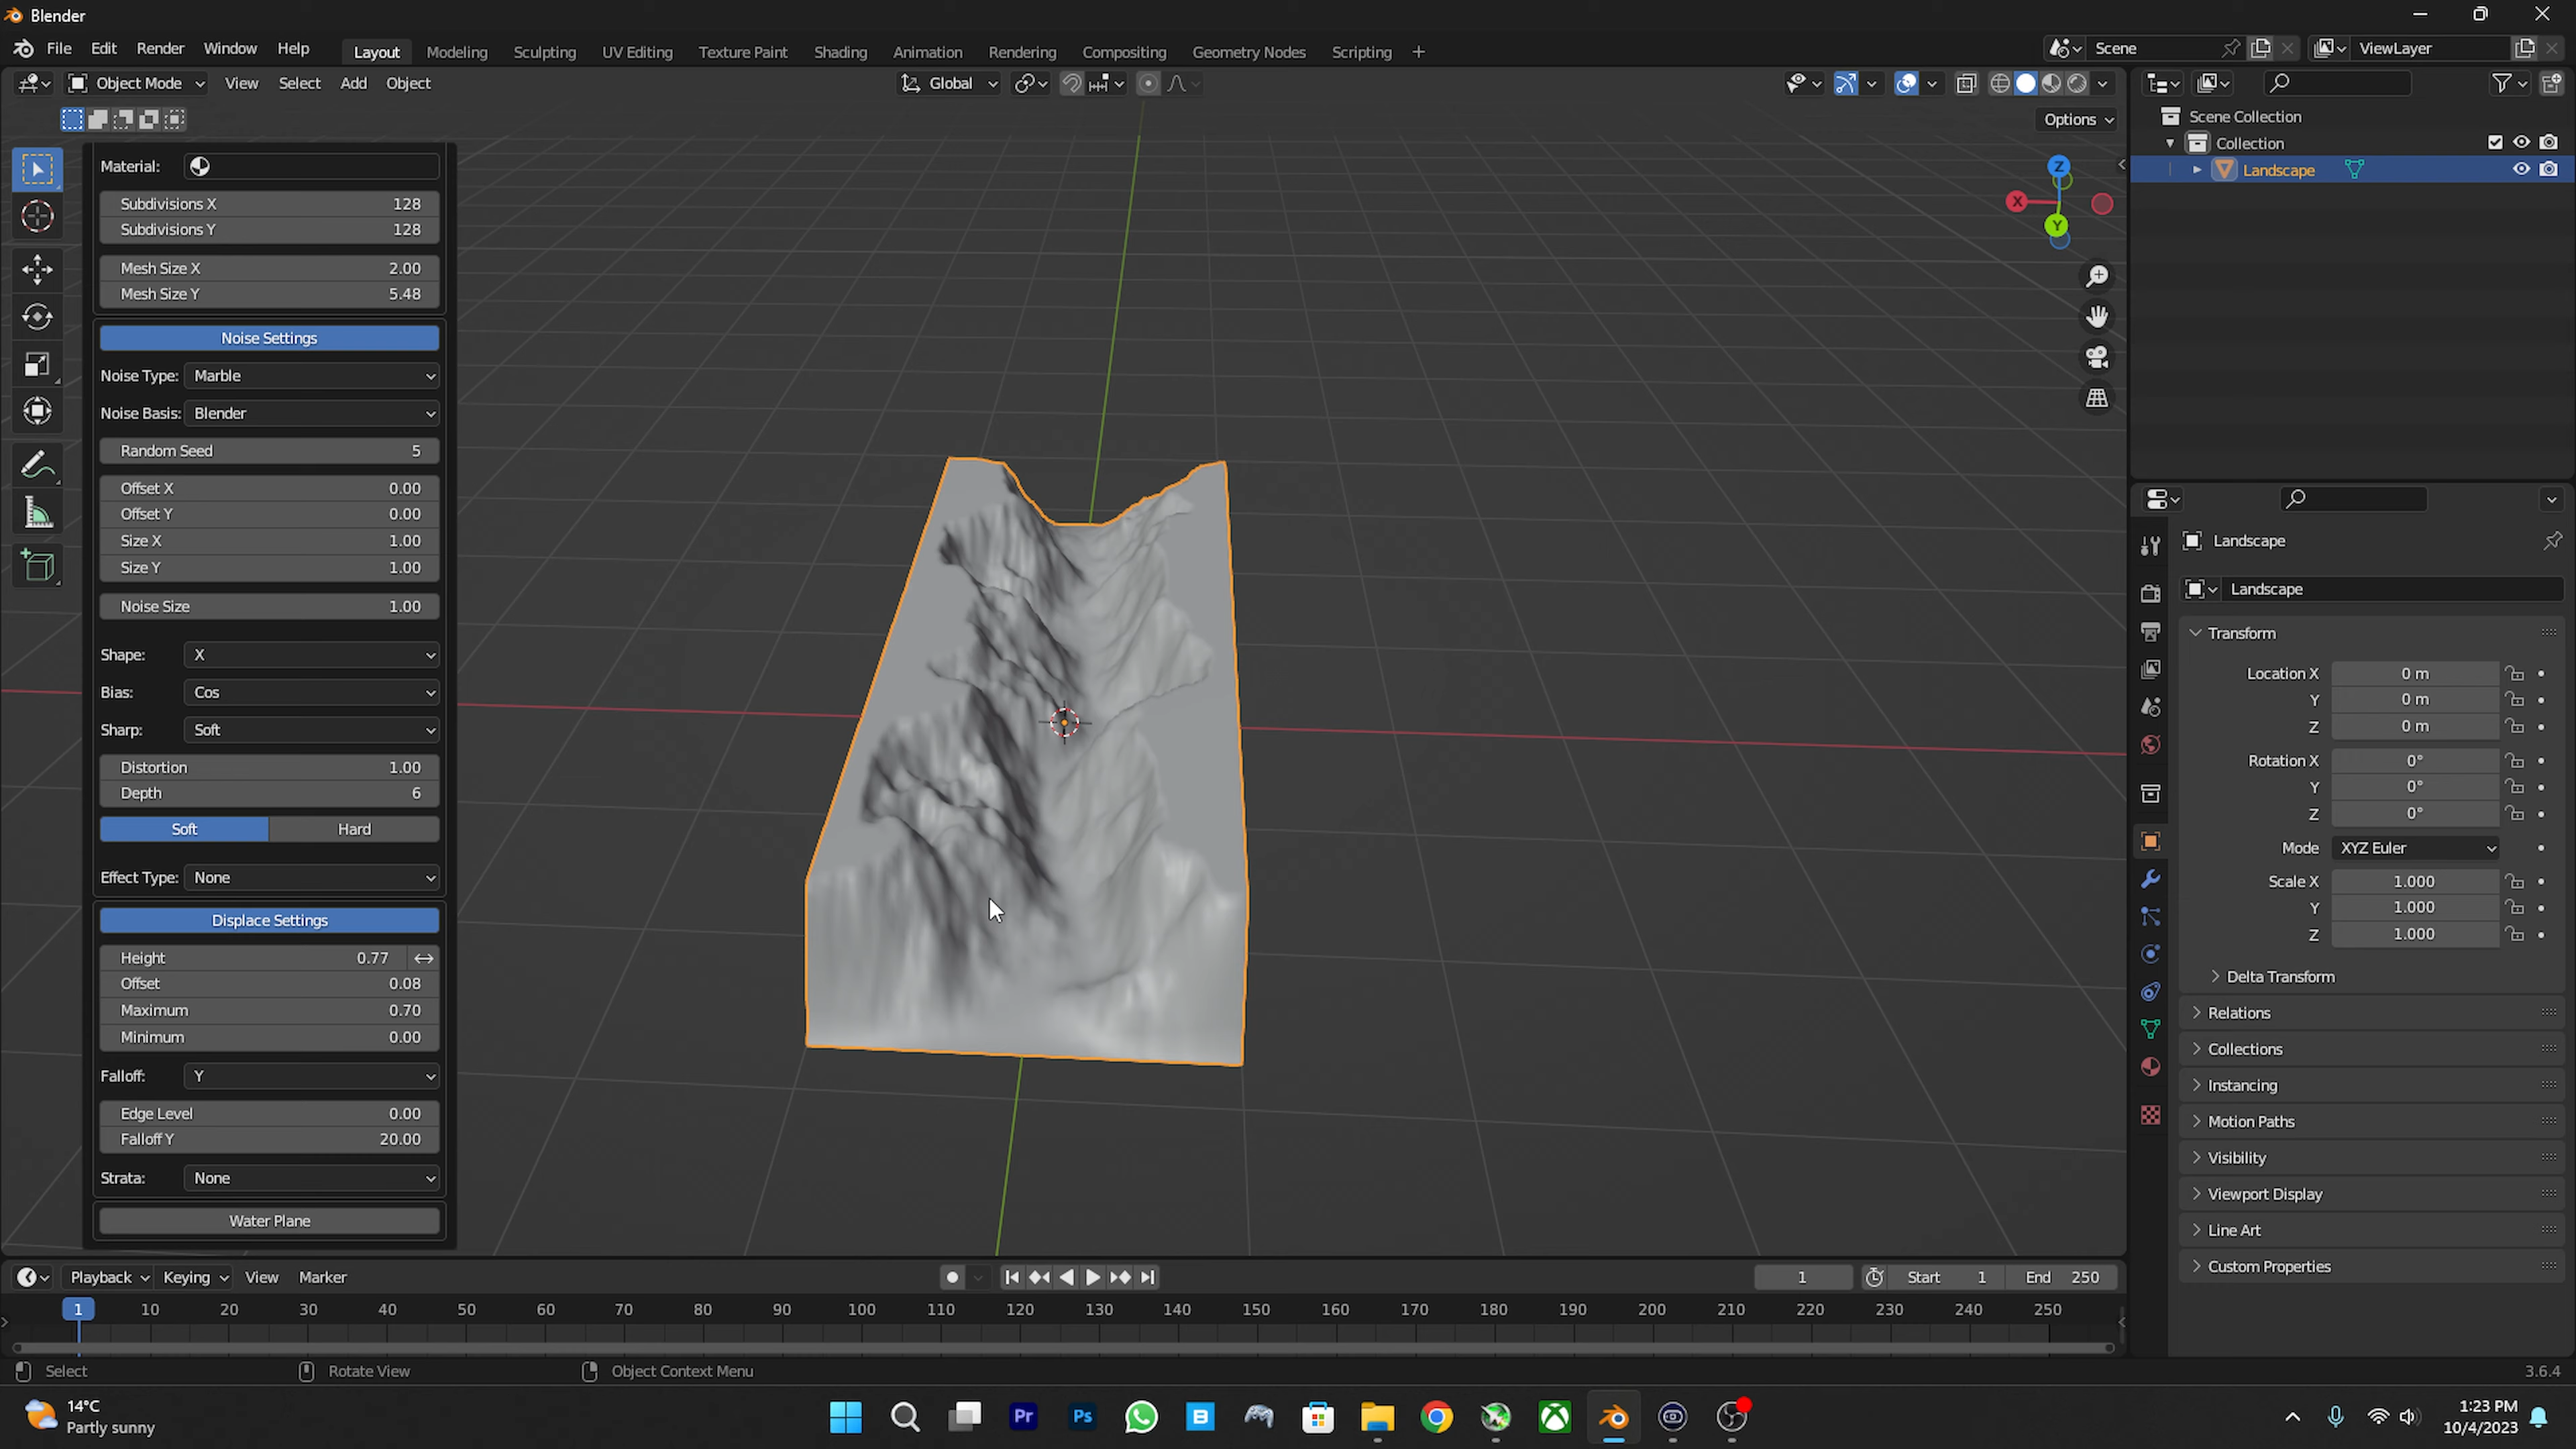 Blender
File Edit Render Window Help Layout Modeling Sculpting UV Editing Texture Paint Shading Animation Rendering Compositing Geometry Nodes Scripting + Scene ViewLayer
Object Mode View Select Add Object Global
Options
Scene Collection
Collection
Landscape
Z
X
Y
Material:
Subdivisions X 128
Subdivisions Y 128
Mesh Size X 2.00
Mesh Size Y 5.48
Noise Settings
Noise Type: Marble
Noise Basis: Blender
Random Seed 5
Offset X 0.00
Offset Y 0.00
Size X 1.00
Size Y 1.00
Noise Size 1.00
Shape: X
Bias: Cos
Sharp: Soft
Distortion 1.00
Depth 6
Soft Hard
Effect Type: None
Displace Settings
Height 0.77
Offset 0.08
Maximum 0.70
Minimum 0.00
Falloff: Y
Edge Level 0.00
Falloff Y 20.00
Strata: None
Water Plane
Landscape
Landscape
Transform
Location X 0 m
Y 0 m
Z 0 m
Rotation X 0°
Y 0°
Z 0°
Mode XYZ Euler
Scale X 1.000
Y 1.000
Z 1.000
Delta Transform
Relations
Collections
Instancing
Motion Paths
Visibility
Viewport Display
Line Art
Custom Properties
Playback Keying View Marker 1 Start 1 End 250
1 10 20 30 40 50 60 70 80 90 100 110 120 130 140 150 160 170 180 190 200 210 220 230 240 250
Select Rotate View Object Context Menu 3.6.4
14°C
Partly sunny
Pr Ps B
1:23 PM
10/4/2023